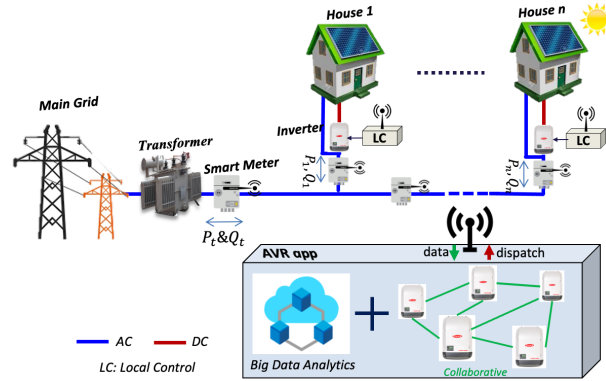 House 1
House n
Main Grid
Inverter
LC
LC
Transformer
Smart Meter
P₁,Q₁
Pₙ,Qₙ
Pₜ&Qₜ
data
dispatch
AVR app
Big Data Analytics
Collaborative
AC
DC
LC: Local Control